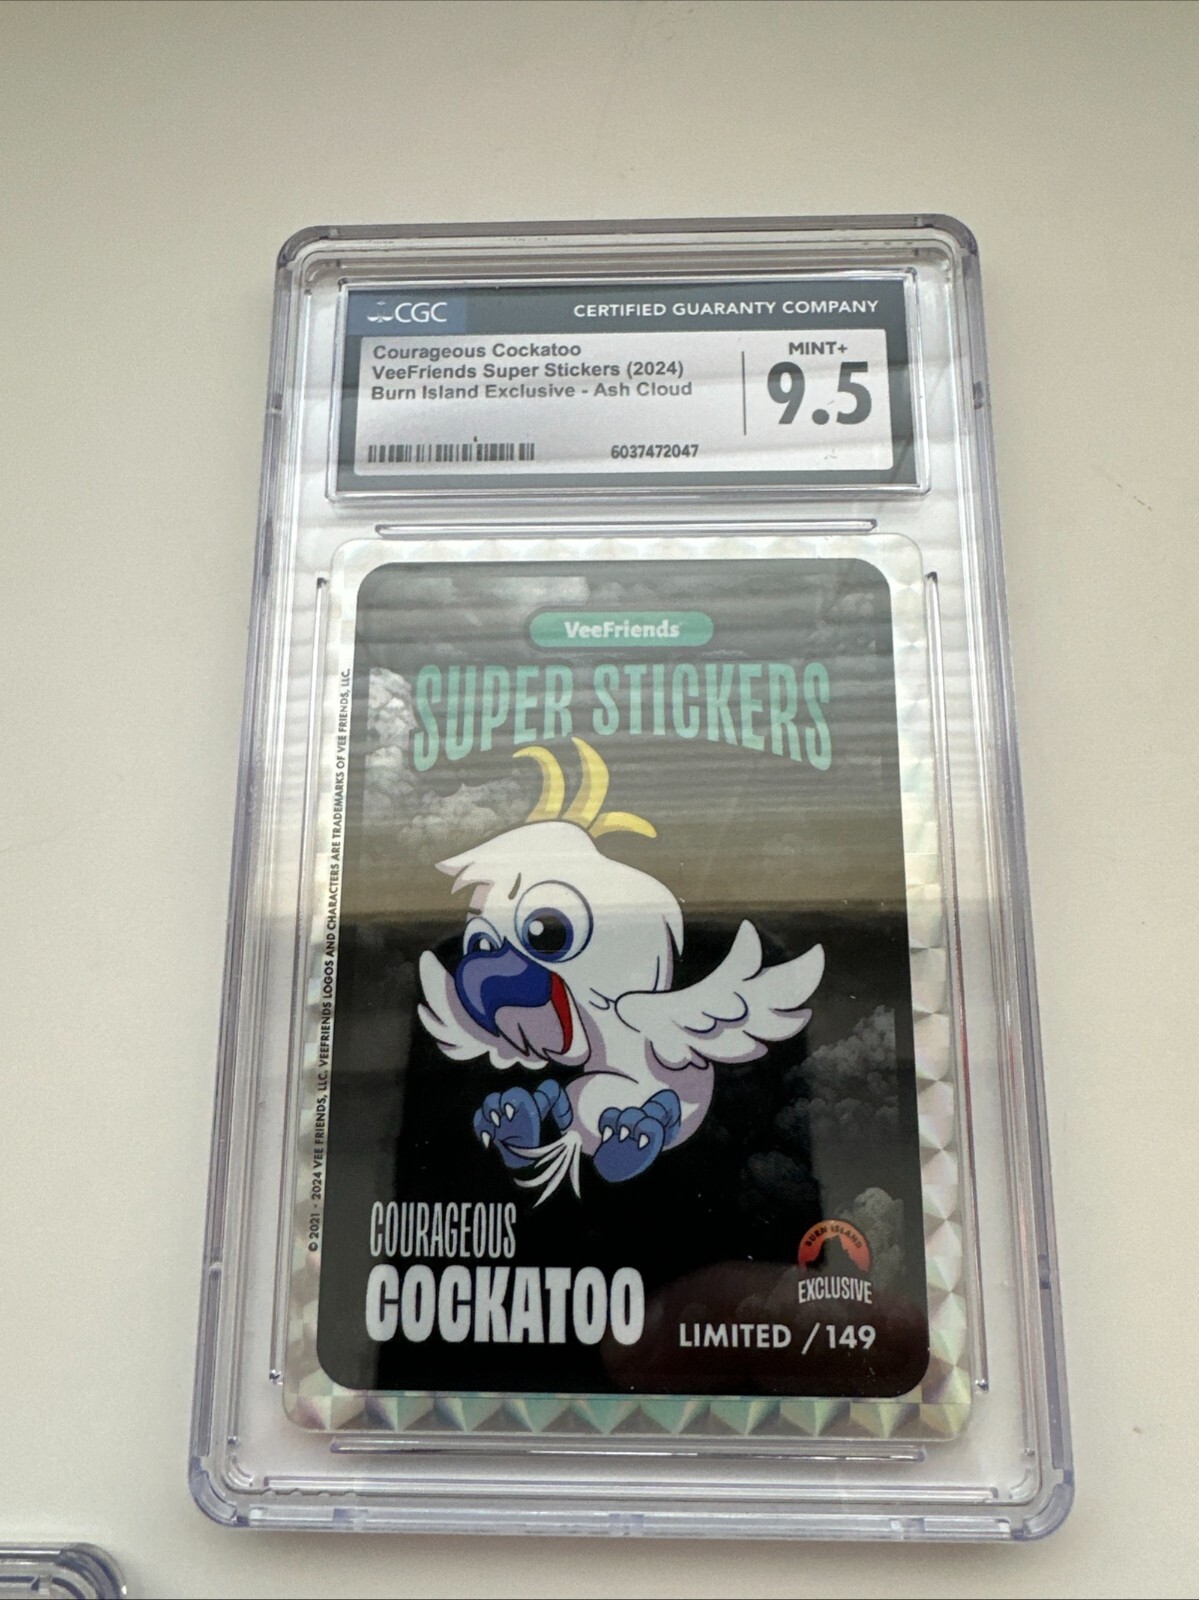 CGC
CERTIFIED GUARANTY COMPANY
Courageous Cockatoo
VeeFriends Super Stickers (2024)
Burn Island Exclusive - Ash Cloud
MINT+
9.5
6037472047
VeeFriends
SUPER STICKERS
© 2021 - 2024 VEE FRIENDS, LLC. VEEFRIENDS LOGOS AND CHARACTERS ARE TRADEMARKS OF VEE FRIENDS, LLC.
COURAGEOUS
COCKATOO
BURN ISLAND
EXCLUSIVE
LIMITED /149